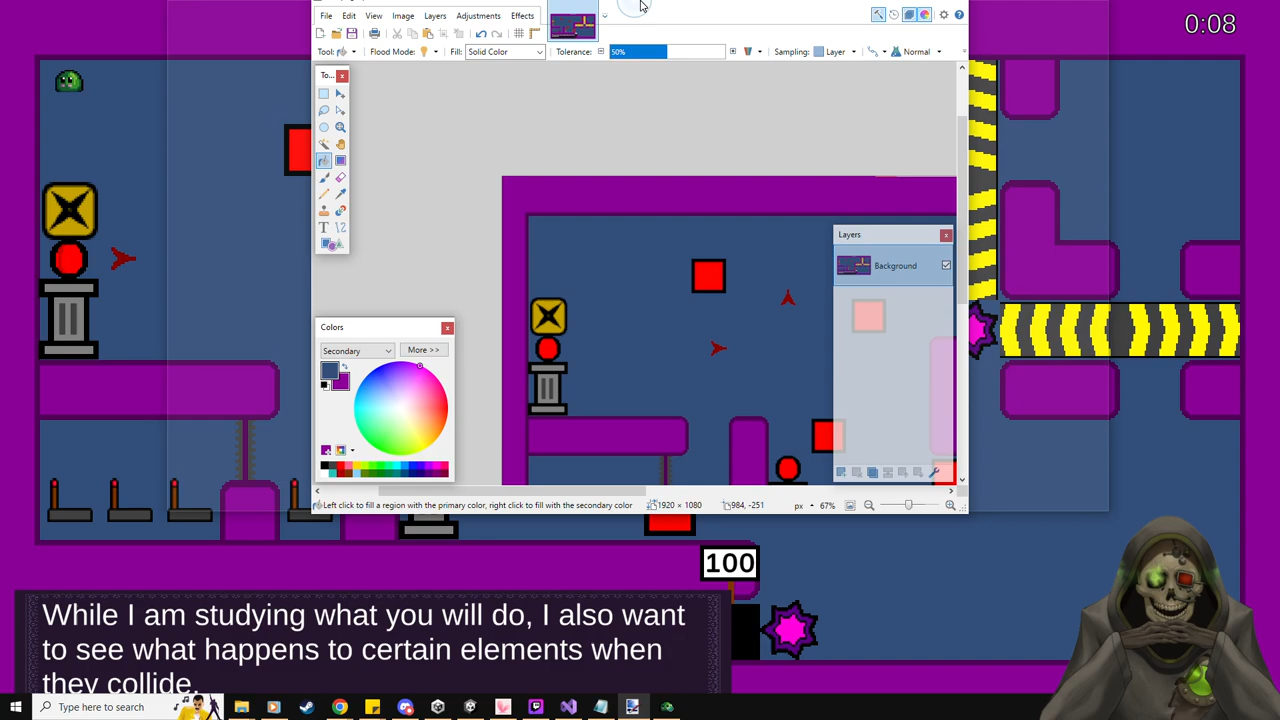 0:08
File Edit View Image Layers Adjustments Effects
Tool: Flood Mode: Fill: Solid Color Tolerance: 50% Sampling: Layer Normal
To...
Layers
Background
Colors
Secondary More >>
Left click to fill a region with the primary color, right click to fill with the secondary color 1920 × 1080 984, -251 px 67%
100
While I am studying what you will do, I also want
to see what happens to certain elements when
they collide.
Type here to search